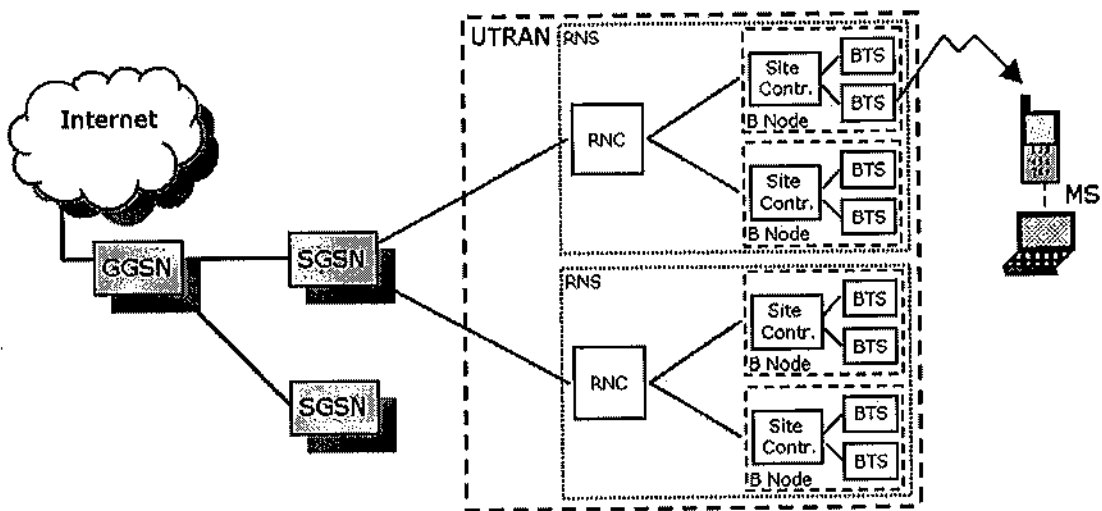 UTRAN
RNS
Internet
GGSN
SGSN
SGSN
RNC
Site
Contr.
BTS
BTS
B Node
Site
Contr.
BTS
BTS
B Node
MS
RNS
RNC
Site
Contr.
BTS
BTS
B Node
Site
Contr.
BTS
BTS
B Node